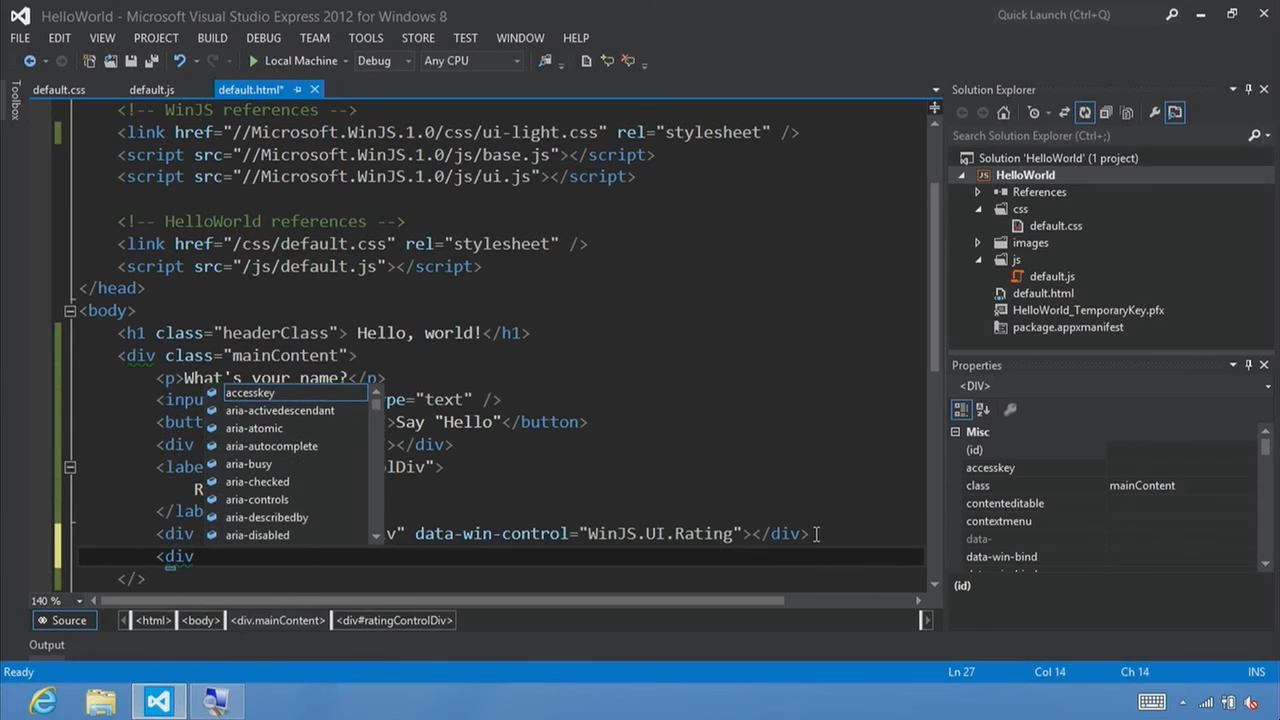 HelloWorld - Microsoft Visual Studio Express 2012 for Windows 8
Quick Launch (Ctrl+Q)
FILE EDIT VIEW PROJECT BUILD DEBUG TEAM TOOLS STORE TEST WINDOW HELP
Local Machine Debug Any CPU
Toolbox
default.css default.js default.html*
<!-- WinJS references -->
<link href="//Microsoft.WinJS.1.0/css/ui-light.css" rel="stylesheet" />
<script src="//Microsoft.WinJS.1.0/js/base.js"></script>
<script src="//Microsoft.WinJS.1.0/js/ui.js"></script>
<!-- HelloWorld references -->
<link href="/css/default.css" rel="stylesheet" />
<script src="/js/default.js"></script>
</head>
<body>
<h1 class="headerClass"> Hello, world!</h1>
<div class="mainContent">
<p>What's your name?</p>
<inpu pe="text" />
<butt >Say "Hello"</button>
<div ></div>
<labe olDiv">
R
</lab
<div v" data-win-control="WinJS.UI.Rating"></div>
<div
</>
accesskey
aria-activedescendant
aria-atomic
aria-autocomplete
aria-busy
aria-checked
aria-controls
aria-describedby
aria-disabled
140 %
Source <html> <body> <div.mainContent> <div#ratingControlDiv>
Output
Solution Explorer
Search Solution Explorer (Ctrl+;)
Solution 'HelloWorld' (1 project)
JS HelloWorld
References
css
default.css
images
js
default.js
default.html
HelloWorld_TemporaryKey.pfx
package.appxmanifest
Properties
<DIV>
Misc
(id)
accesskey
class mainContent
contenteditable
contextmenu
data-
data-win-bind
(id)
Ready Ln 27 Col 14 Ch 14 INS